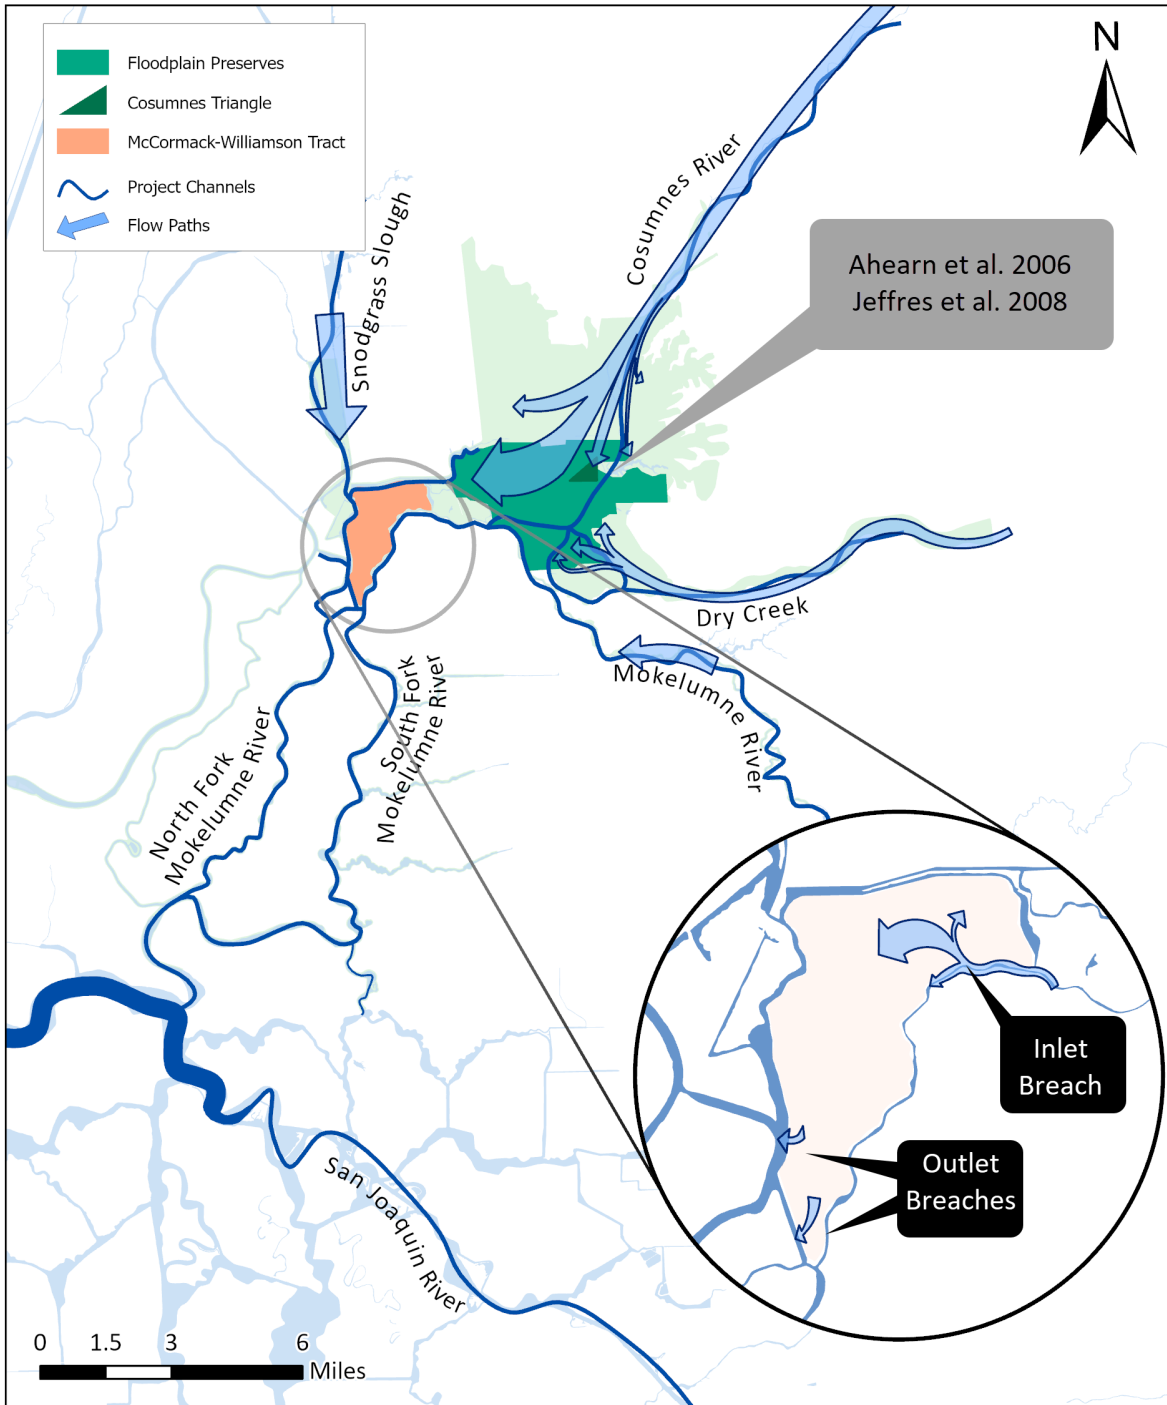 Floodplain Preserves
Cosumnes Triangle
McCormack-Williamson Tract
Project Channels
Flow Paths
N
Cosumnes River
Snodgrass Slough
Ahearn et al. 2006
Jeffres et al. 2008
Dry Creek
Mokelumne River
South Fork
Mokelumne River
North Fork
Mokelumne River
Inlet
Breach
Outlet
Breaches
San Joaquin River
0 1.5 3 6
Miles